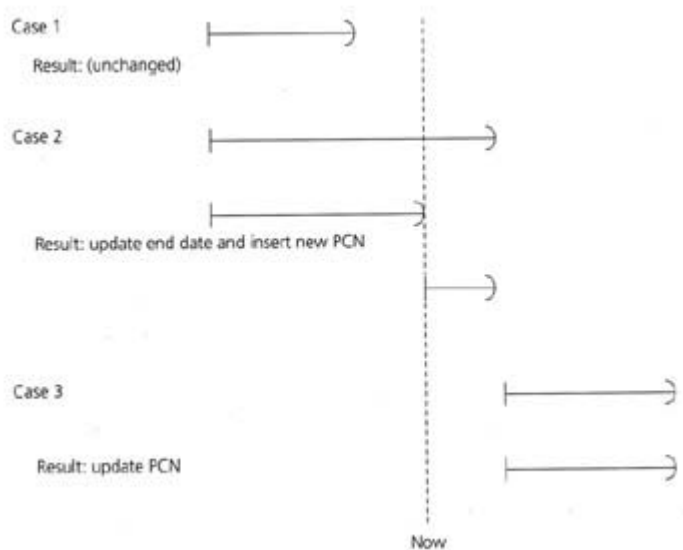 Case 1
Result: (unchanged)
Case 2
Result: update end date and insert new PCN
Case 3
Result: update PCN
Now